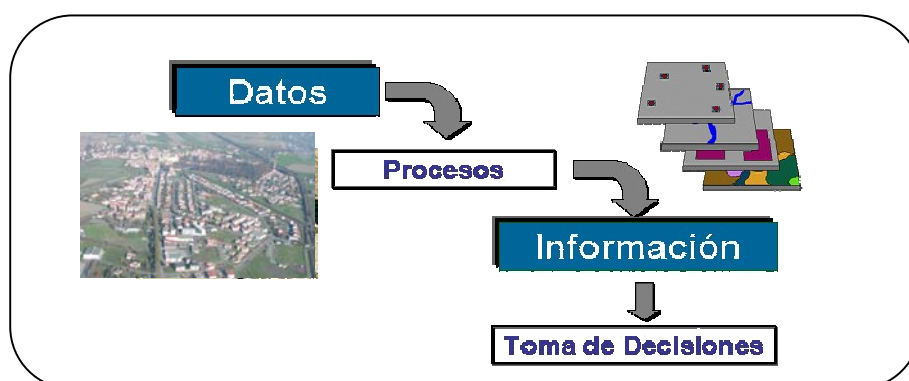 Datos
Procesos
Información
Toma de Decisiones